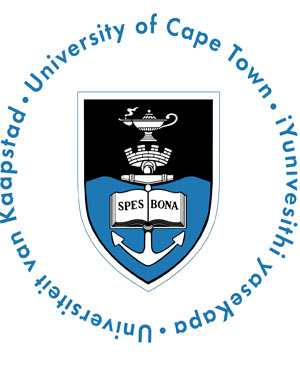 University of Cape Town • iYunivesithi yaseKapa • Universiteit van Kaapstad •
SPES BONA